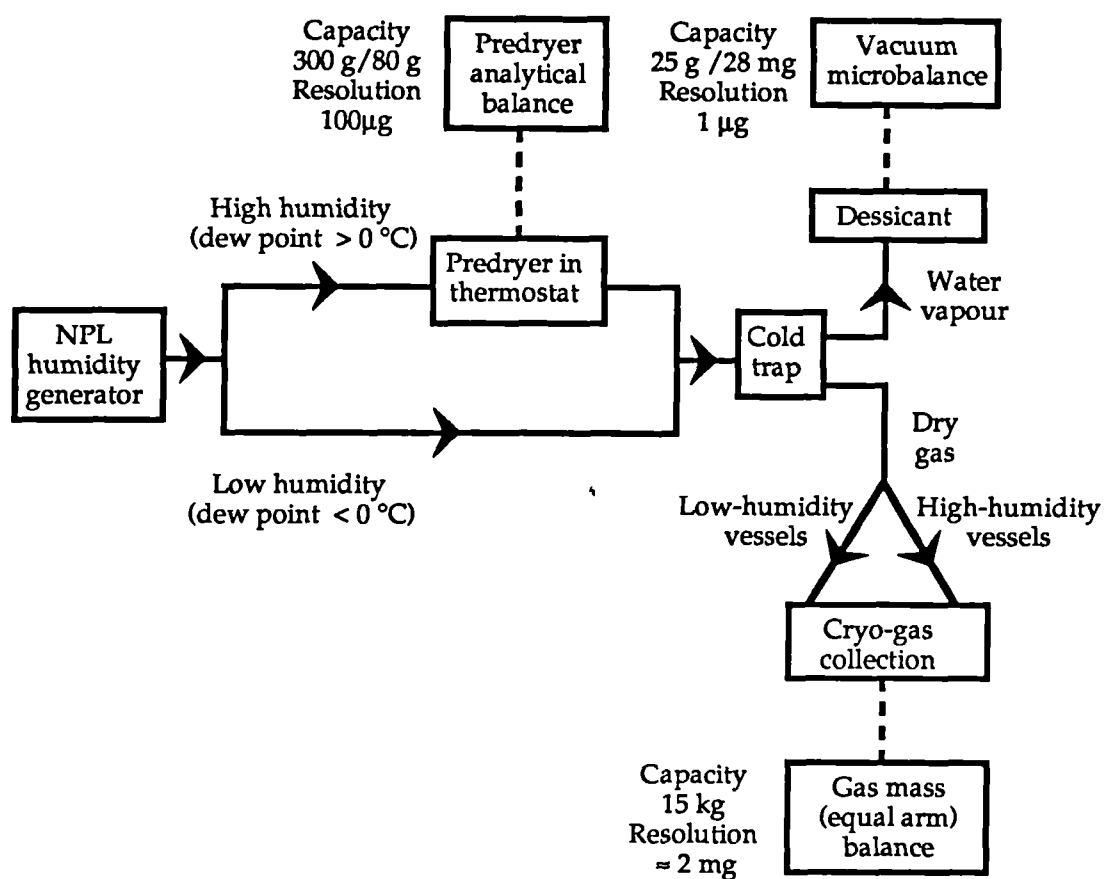 Capacity
300 g/80 g
Resolution
100µg
Predryer
analytical
balance
Capacity
25 g /28 mg
Resolution
1 µg
Vacuum
microbalance
High humidity
(dew point > 0 °C)
Predryer in
thermostat
Dessicant
Water
vapour
NPL
humidity
generator
Cold
trap
Low humidity
(dew point < 0 °C)
Dry
gas
Low-humidity
vessels
High-humidity
vessels
Cryo-gas
collection
Capacity
15 kg
Resolution
≈ 2 mg
Gas mass
(equal arm)
balance